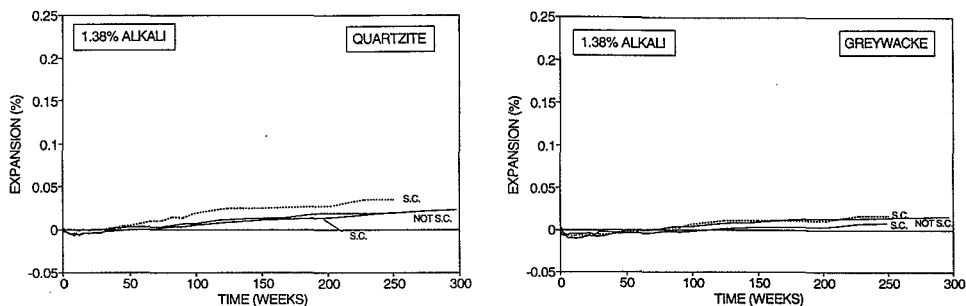 0.25
1.38% ALKALI
QUARTZITE
0.2
0.15
0.1
0.05
0
-0.05
EXPANSION (%)
S.C.
NOT S.C.
S.C.
0 50 100 150 200 250 300
TIME (WEEKS)
0.25
1.38% ALKALI
GREYWACKE
0.2
0.15
0.1
0.05
0
-0.05
EXPANSION (%)
S.C.
NOT S.C.
S.C.
0 50 100 150 200 250 300
TIME (WEEKS)